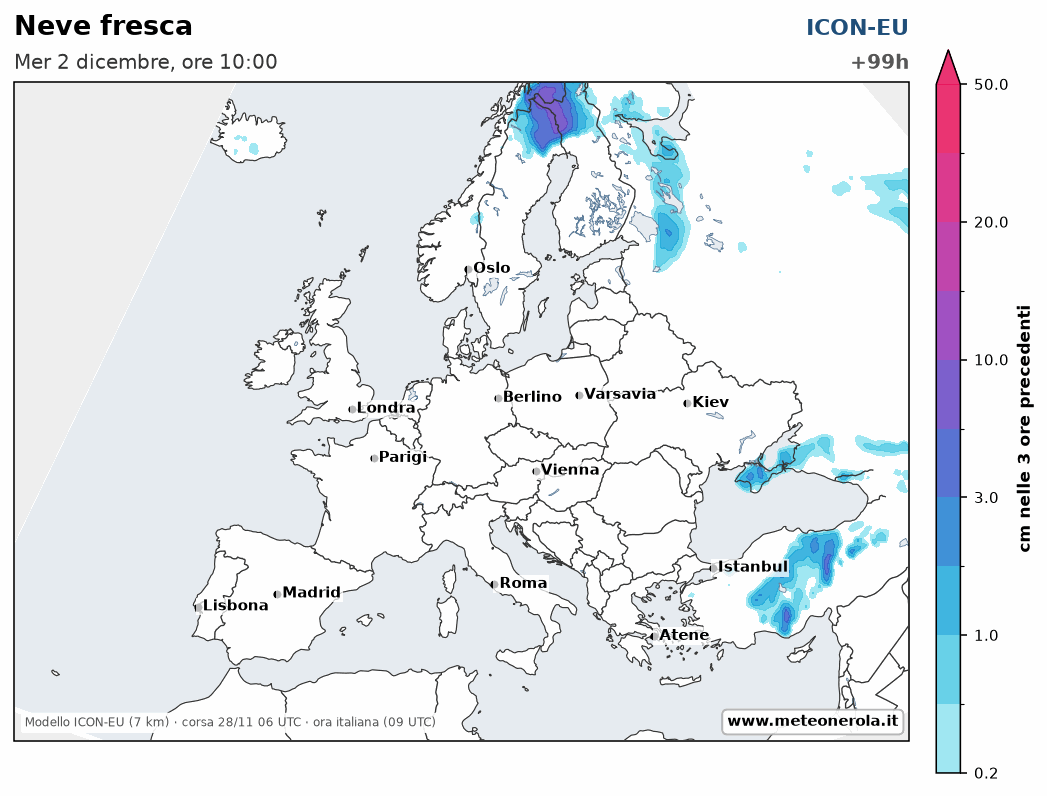 Neve fresca
ICON-EU
Mer 2 dicembre, ore 10:00
+99h
50.0
20.0
10.0
3.0
1.0
0.2
cm nelle 3 ore precedenti
Oslo
Londra
Berlino
Varsavia
Kiev
Parigi
Vienna
Istanbul
Roma
Madrid
Lisbona
Atene
Modello ICON-EU (7 km) · corsa 28/11 06 UTC · ora italiana (09 UTC)
www.meteonerola.it